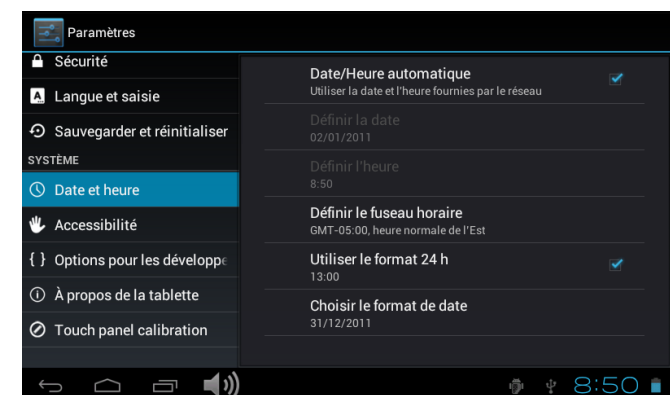 Paramètres
Sécurité
Langue et saisie
Sauvegarder et réinitialiser
SYSTÈME
Date et heure
Accessibilité
{ } Options pour les développe
À propos de la tablette
Touch panel calibration
Date/Heure automatique
Utiliser la date et l'heure fournies par le réseau
Définir la date
02/01/2011
Définir l'heure
8:50
Définir le fuseau horaire
GMT-05:00, heure normale de l'Est
Utiliser le format 24 h
13:00
Choisir le format de date
31/12/2011
8:50